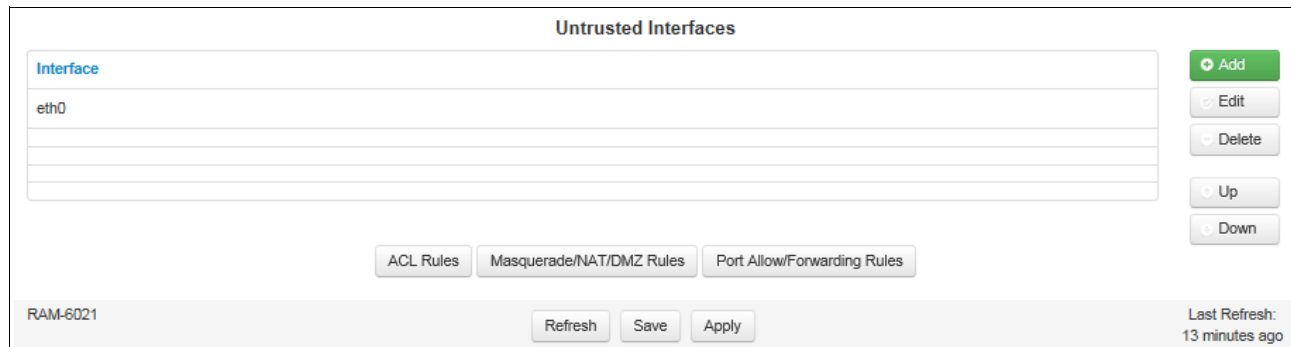 Untrusted Interfaces
Interface
Add
eth0
Edit
Delete
Up
Down
ACL Rules Masquerade/NAT/DMZ Rules Port Allow/Forwarding Rules
RAM-6021
Refresh Save Apply
Last Refresh:
13 minutes ago